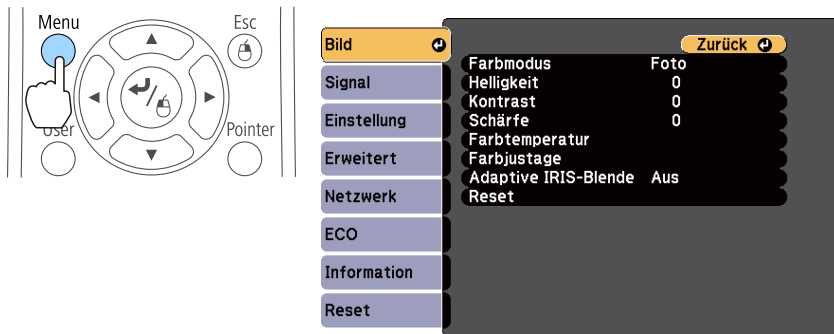 Menu
Esc
User
Pointer
Bild
Signal
Einstellung
Erweitert
Netzwerk
ECO
Information
Reset
Zurück
Farbmodus Foto
Helligkeit 0
Kontrast 0
Schärfe 0
Farbtemperatur
Farbjustage
Adaptive IRIS-Blende Aus
Reset